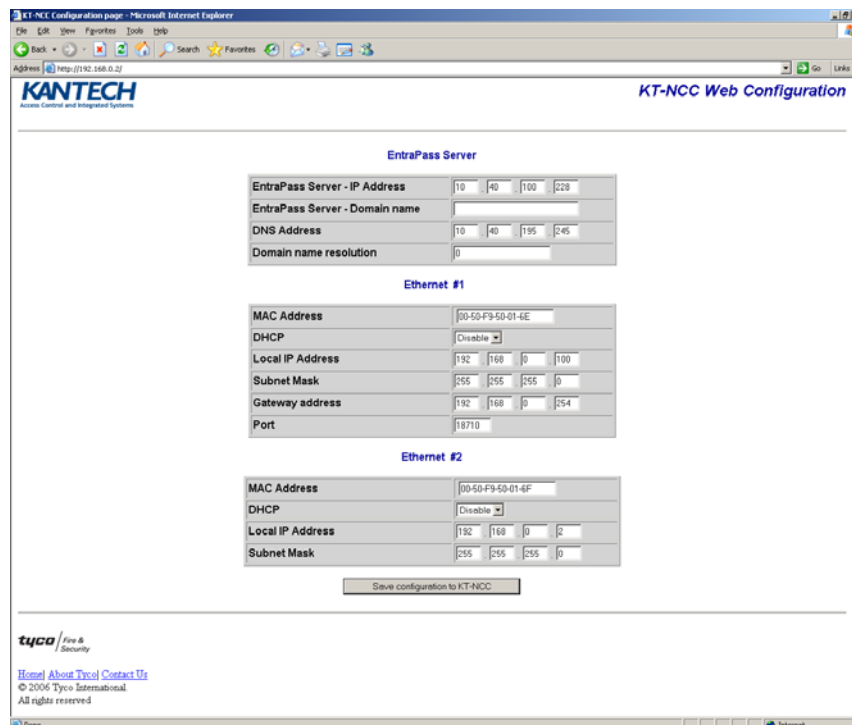 KT-NCC Configuration page - Microsoft Internet Explorer
File Edit View Favorites Tools Help
Back Search Favorites
Address http://192.168.0.2/ Go Links
KANTECH
Access Control and Integrated Systems
KT-NCC Web Configuration
EntraPass Server
EntraPass Server - IP Address 10 . 40 . 100 . 228
EntraPass Server - Domain name
DNS Address 10 . 40 . 195 . 245
Domain name resolution 0
Ethernet #1
MAC Address 00-50-F9-50-01-6E
DHCP Disable
Local IP Address 192 . 168 . 0 . 100
Subnet Mask 255 . 255 . 255 . 0
Gateway address 192 . 168 . 0 . 254
Port 18710
Ethernet #2
MAC Address 00-50-F9-50-01-6F
DHCP Disable
Local IP Address 192 . 168 . 0 . 2
Subnet Mask 255 . 255 . 255 . 0
Save configuration to KT-NCC
tyco / Fire & Security
Home| About Tyco| Contact Us
© 2006 Tyco International
All rights reserved
Done Internet